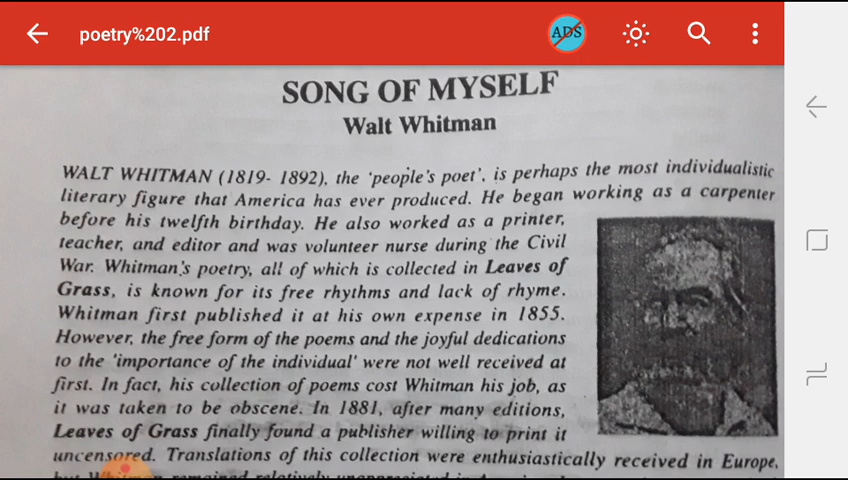 poetry%202.pdf
ADS
SONG OF MYSELF
Walt Whitman
WALT WHITMAN (1819- 1892), the 'people's poet', is perhaps the most individualistic
literary figure that America has ever produced. He began working as a carpenter
before his twelfth birthday. He also worked as a printer,
teacher, and editor and was volunteer nurse during the Civil
War. Whitman's poetry, all of which is collected in Leaves of
Grass, is known for its free rhythms and lack of rhyme.
Whitman first published it at his own expense in 1855.
However, the free form of the poems and the joyful dedications
to the 'importance of the individual' were not well received at
first. In fact, his collection of poems cost Whitman his job, as
it was taken to be obscene. In 1881, after many editions,
Leaves of Grass finally found a publisher willing to print it
uncensored. Translations of this collection were enthusiastically received in Europe,
but Whitman remained relatively unappreciated in America